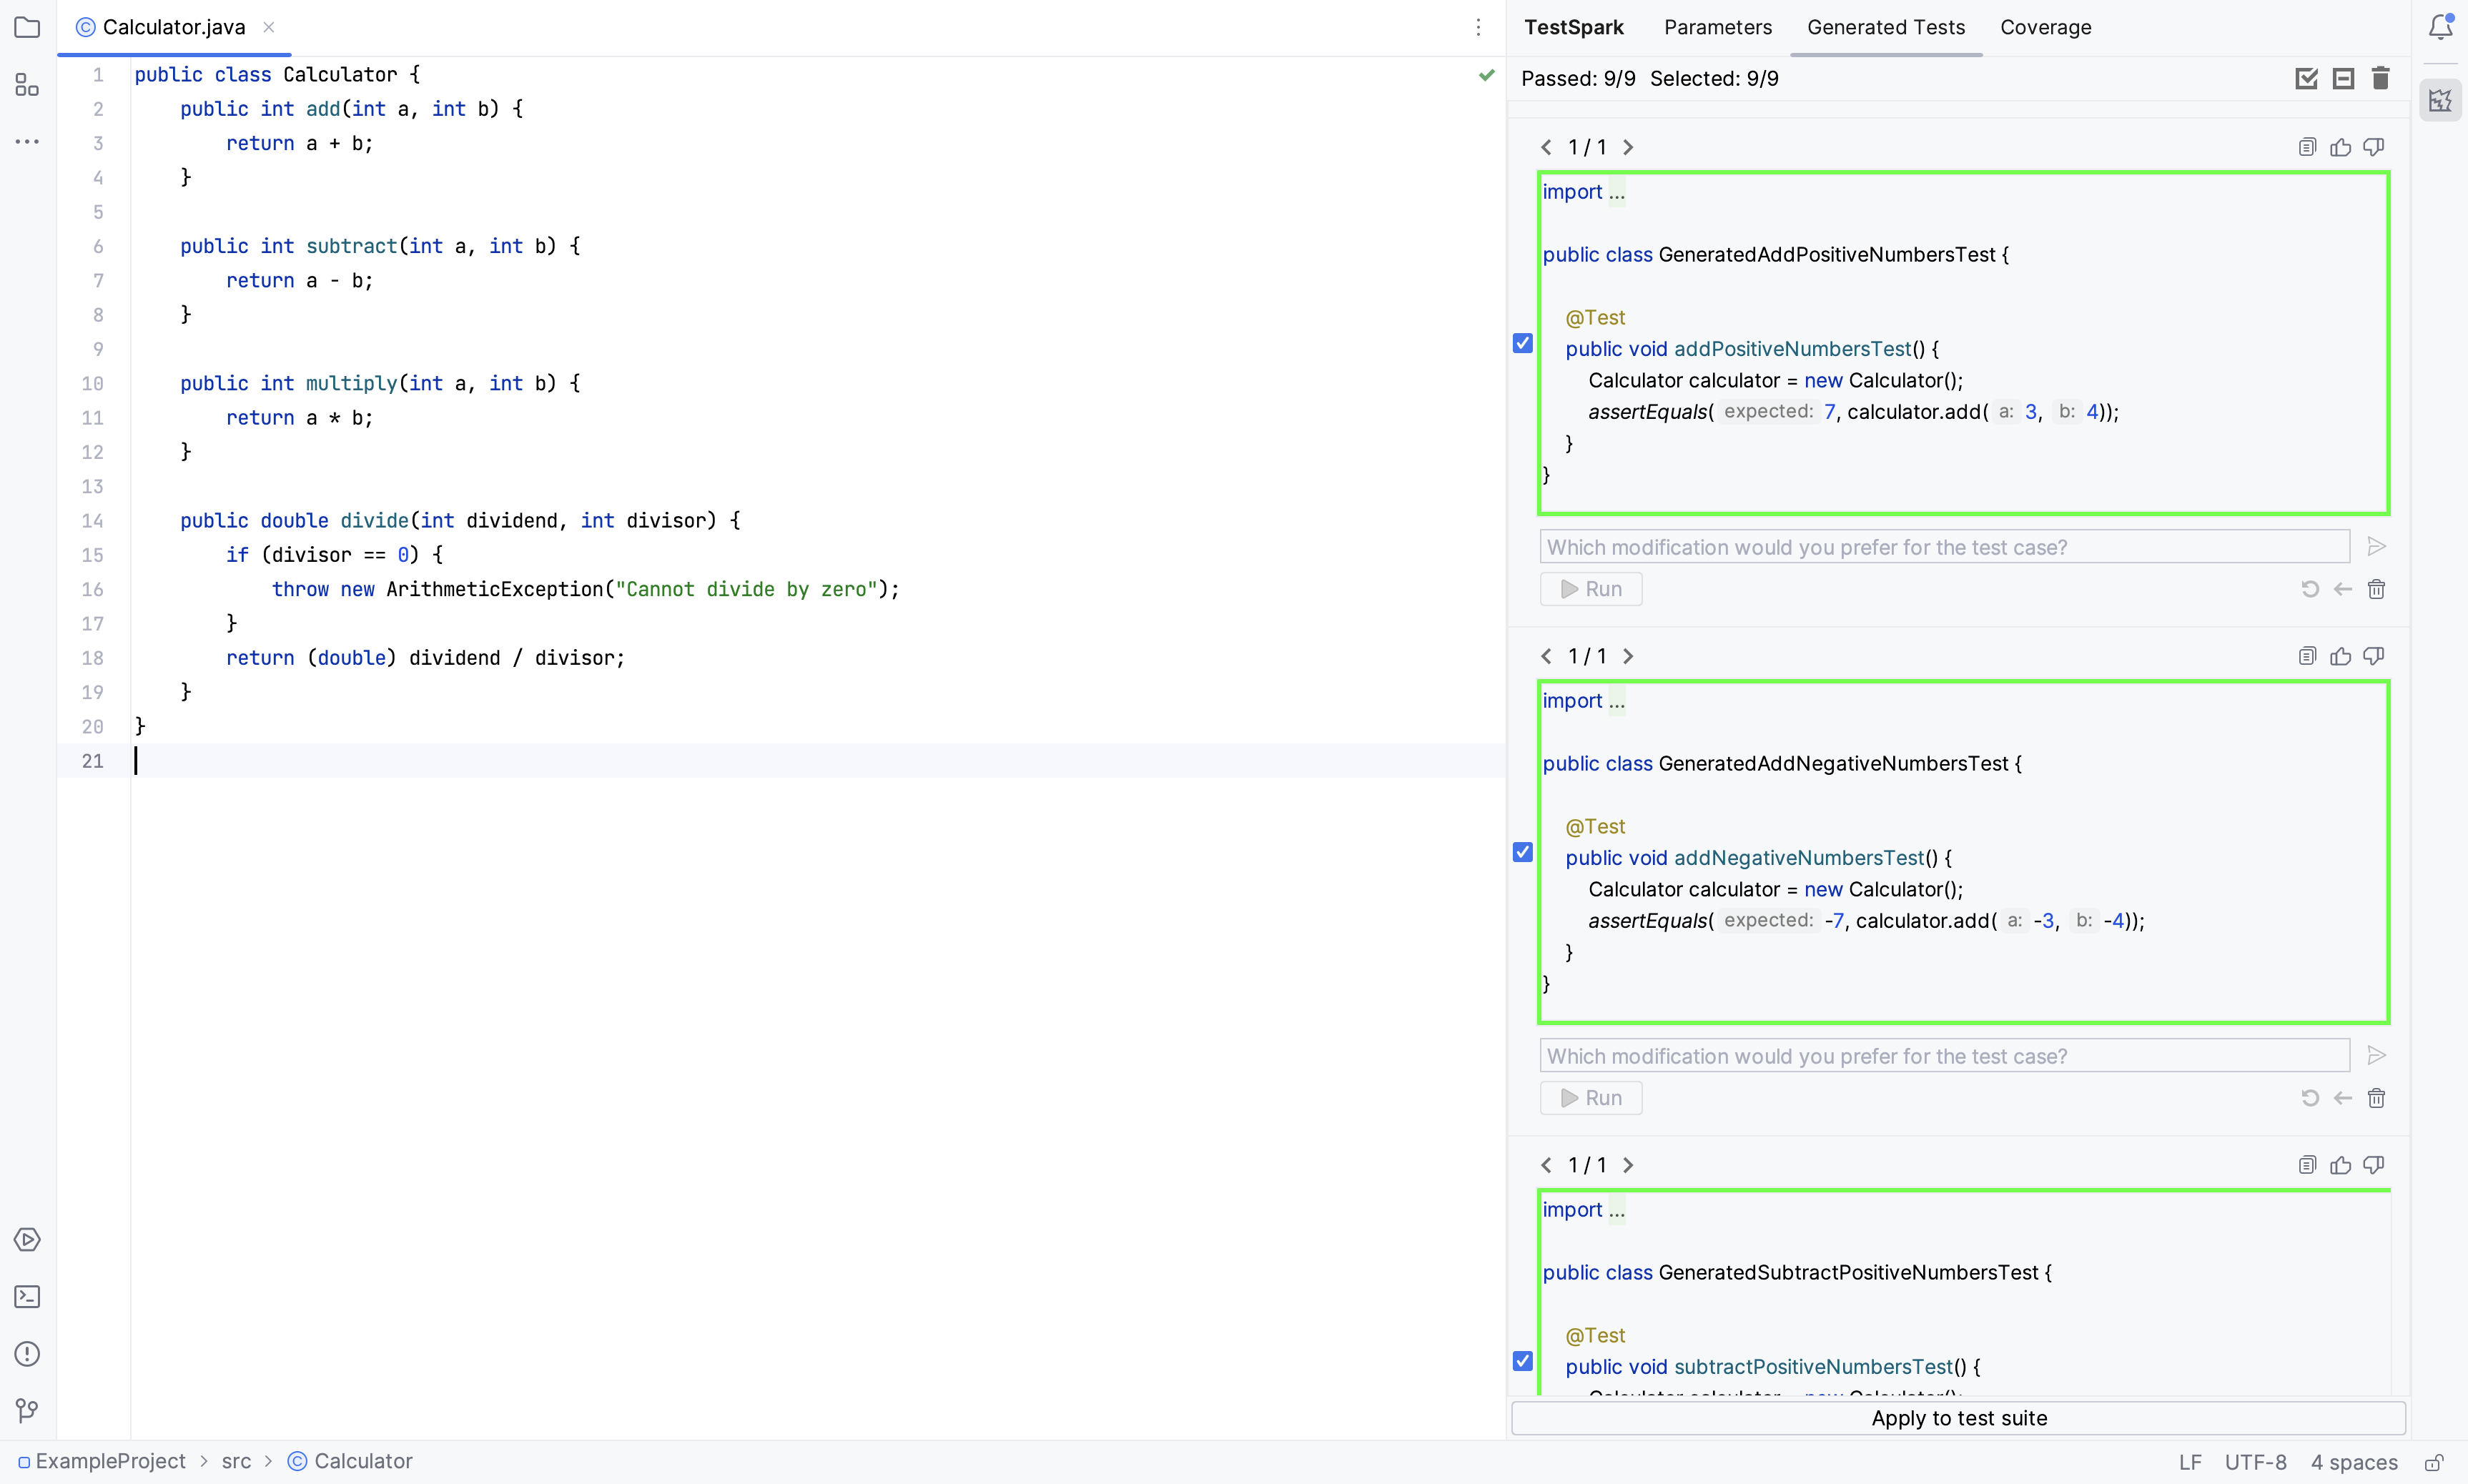 Calculator.java
1 public class Calculator {
2 public int add(int a, int b) {
3 return a + b;
4 }
5
6 public int subtract(int a, int b) {
7 return a - b;
8 }
9
10 public int multiply(int a, int b) {
11 return a * b;
12 }
13
14 public double divide(int dividend, int divisor) {
15 if (divisor == 0) {
16 throw new ArithmeticException("Cannot divide by zero");
17 }
18 return (double) dividend / divisor;
19 }
20 }
21
TestSpark Parameters Generated Tests Coverage
Passed: 9/9 Selected: 9/9
1 / 1
import ...
public class GeneratedAddPositiveNumbersTest {
@Test
public void addPositiveNumbersTest() {
Calculator calculator = new Calculator();
assertEquals( expected: 7, calculator.add( a: 3, b: 4));
}
}
Which modification would you prefer for the test case?
Run
1 / 1
import ...
public class GeneratedAddNegativeNumbersTest {
@Test
public void addNegativeNumbersTest() {
Calculator calculator = new Calculator();
assertEquals( expected: -7, calculator.add( a: -3, b: -4));
}
}
Which modification would you prefer for the test case?
Run
1 / 1
import ...
public class GeneratedSubtractPositiveNumbersTest {
@Test
public void subtractPositiveNumbersTest() {
Calculator calculator = new Calculator();
Apply to test suite
ExampleProject > src > Calculator
LF UTF-8 4 spaces